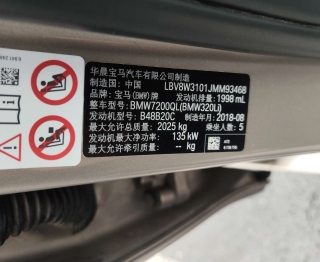 华晨宝马汽车有限公司制造
中国 LBV8W3101JMM93468
品牌: 宝马(BMW)牌 发动机排量: 1998 mL
整车型号: BMW7200QL(BMW320Li)
发动机型号: B48B20C 制造年月: 2018-08
最大允许总质量: 2025 kg 乘坐人数: 5
发动机最大净功率: 135 kW
最大允许牵引质量: - kg